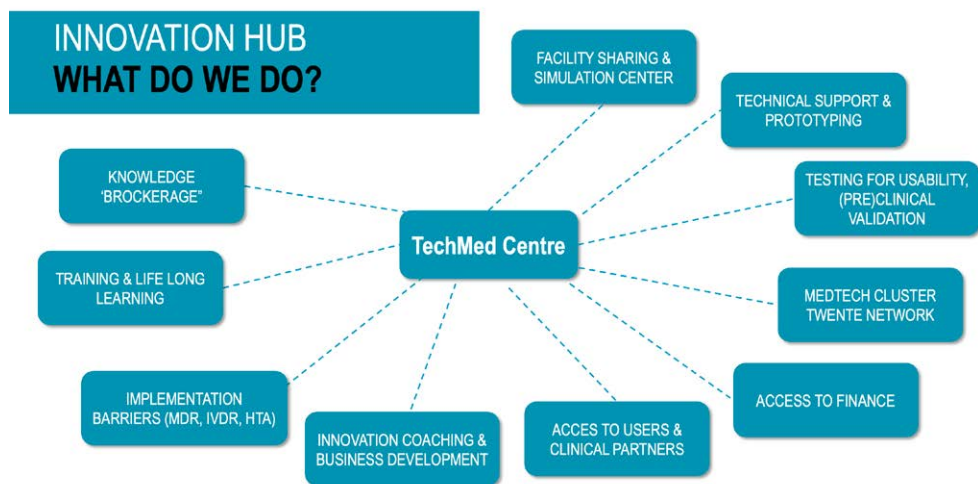 INNOVATION HUB
WHAT DO WE DO?
FACILITY SHARING &
SIMULATION CENTER
TECHNICAL SUPPORT &
PROTOTYPING
KNOWLEDGE
‘BROCKERAGE”
TESTING FOR USABILITY,
(PRE)CLINICAL
VALIDATION
TechMed Centre
TRAINING & LIFE LONG
LEARNING
MEDTECH CLUSTER
TWENTE NETWORK
IMPLEMENTATION
BARRIERS (MDR, IVDR, HTA)
ACCESS TO FINANCE
INNOVATION COACHING &
BUSINESS DEVELOPMENT
ACCES TO USERS &
CLINICAL PARTNERS